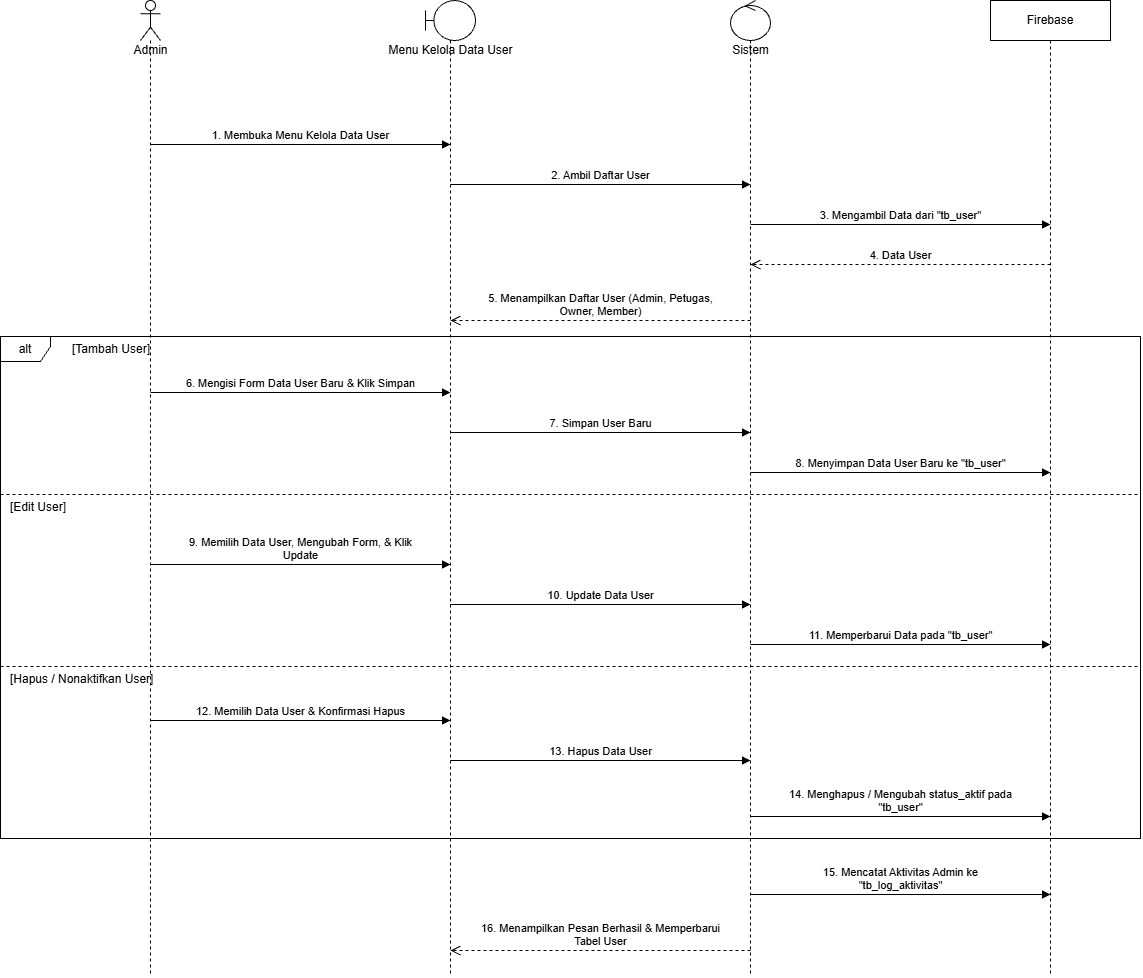 Admin
Menu Kelola Data User
Sistem
Firebase
1. Membuka Menu Kelola Data User
2. Ambil Daftar User
3. Mengambil Data dari "tb_user"
4. Data User
5. Menampilkan Daftar User (Admin, Petugas,
Owner, Member)
alt
[Tambah User]
6. Mengisi Form Data User Baru & Klik Simpan
7. Simpan User Baru
8. Menyimpan Data User Baru ke "tb_user"
[Edit User]
9. Memilih Data User, Mengubah Form, & Klik
Update
10. Update Data User
11. Memperbarui Data pada "tb_user"
[Hapus / Nonaktifkan User]
12. Memilih Data User & Konfirmasi Hapus
13. Hapus Data User
14. Menghapus / Mengubah status_aktif pada
"tb_user"
15. Mencatat Aktivitas Admin ke
"tb_log_aktivitas"
16. Menampilkan Pesan Berhasil & Memperbarui
Tabel User